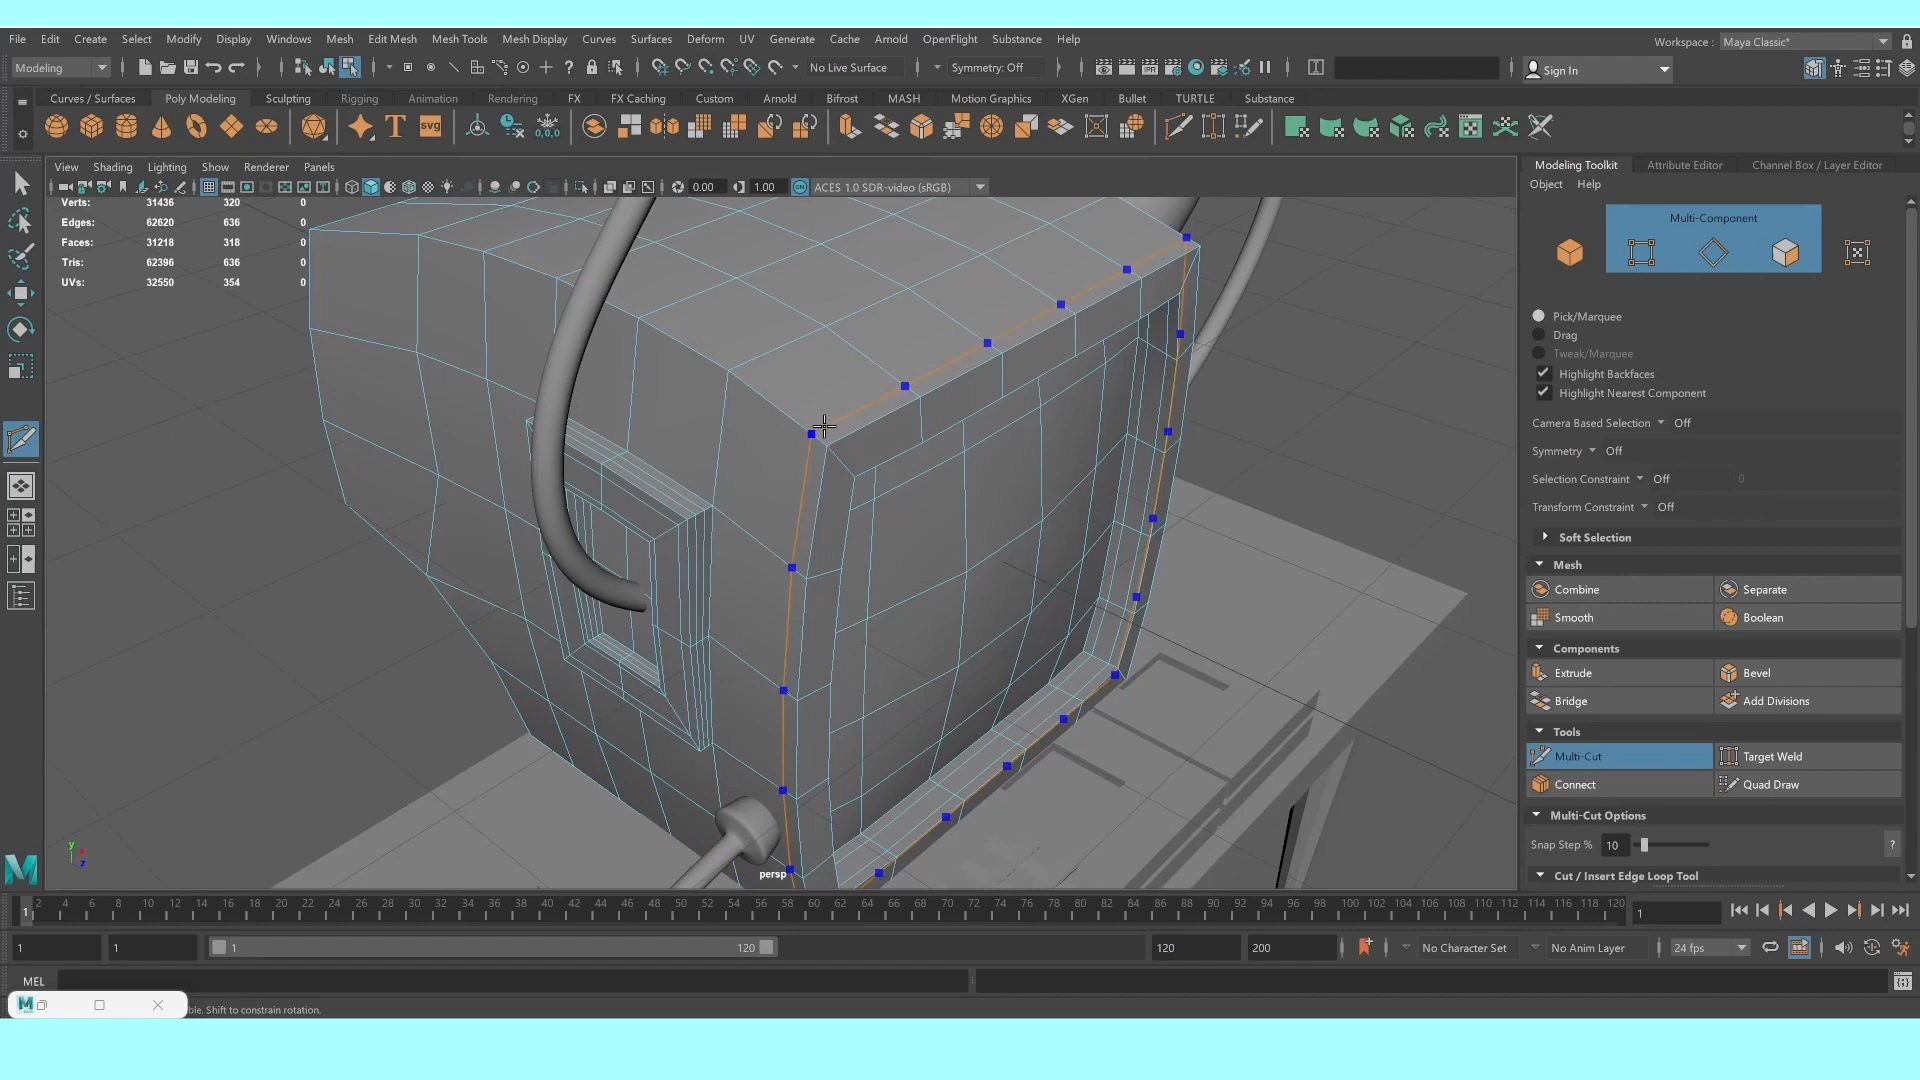 File Edit Create Select Modify Display Windows Mesh Edit Mesh Mesh Tools Mesh Display Curves Surfaces Deform UV Generate Cache Arnold OpenFlight Substance Help
Workspace : Maya Classic*
Modeling No Live Surface Symmetry: Off Sign In
Curves / Surfaces Poly Modeling Sculpting Rigging Animation Rendering FX FX Caching Custom Arnold Bifrost MASH Motion Graphics XGen Bullet TURTLE Substance
T svg 0,0,0
View Shading Lighting Show Renderer Panels
0.00 1.00 ACES 1.0 SDR-video (sRGB)
Verts: 31436 320 0
Edges: 62620 636 0
Faces: 31218 318 0
Tris: 62396 636 0
UVs: 32550 354 0
persp
y
z
Modeling Toolkit Attribute Editor Channel Box / Layer Editor
Object Help
Multi-Component
Pick/Marquee
Drag
Tweak/Marquee
Highlight Backfaces
Highlight Nearest Component
Camera Based Selection Off
Symmetry Off
Selection Constraint Off 0
Transform Constraint Off
Soft Selection
Mesh
Combine Separate
Smooth Boolean
Components
Extrude Bevel
Bridge Add Divisions
Tools
Multi-Cut Target Weld
Connect Quad Draw
Multi-Cut Options
Snap Step % 10 ?
Cut / Insert Edge Loop Tool
1 2 4 6 8 10 12 14 16 18 20 22 24 26 28 30 32 34 36 38 40 42 44 46 48 50 52 54 56 58 60 62 64 66 68 70 72 74 76 78 80 82 84 86 88 90 92 94 96 98 100 102 104 106 108 110 112 114 116 118 120 1
1 1 1 120 120 200 No Character Set No Anim Layer 24 fps
MEL
ble. Shift to constrain rotation.